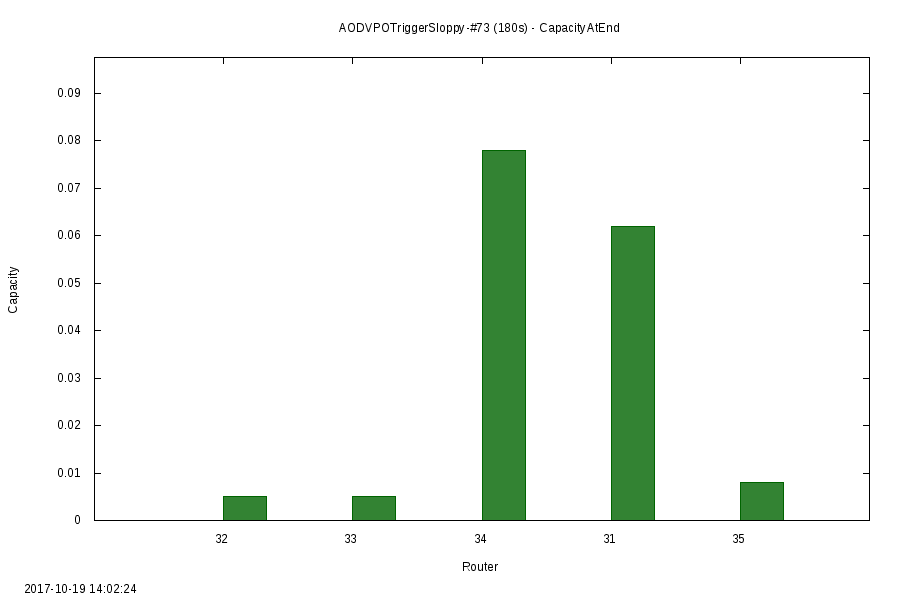 AODVPOTriggerSloppy-#73 (180s) - CapacityAtEnd
0.09
0.08
0.07
0.06
0.05
0.04
0.03
0.02
0.01
0
Capacity
32 33 34 31 35
Router
2017-10-19 14:02:24